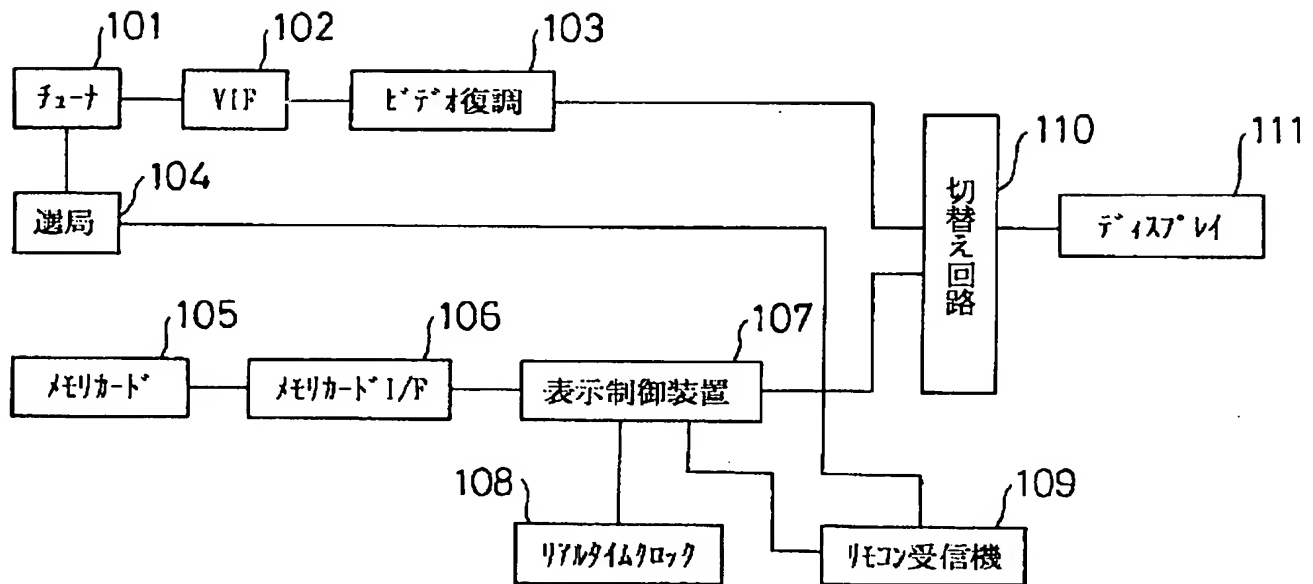 101
102
103
チューナ
VIF
ビデオ復調
104
選局
110
切替え回路
111
ディスプレイ
105
106
107
メモリカード
メモリカードI/F
表示制御装置
108
109
リアルタイムクロック
リモコン受信機